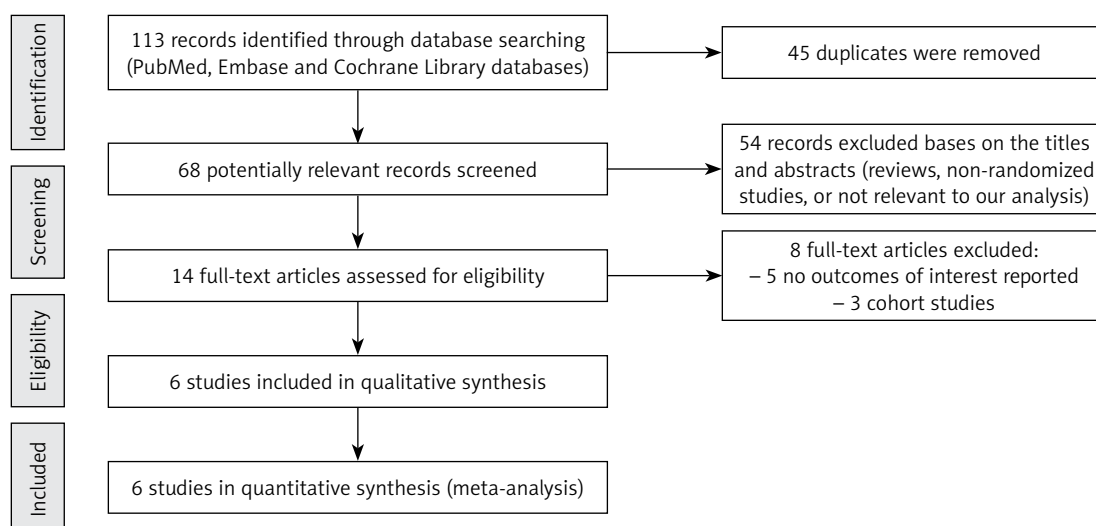 Identification
113 records identified through database searching
(PubMed, Embase and Cochrane Library databases)
45 duplicates were removed
Screening
68 potentially relevant records screened
54 records excluded bases on the titles
and abstracts (reviews, non-randomized
studies, or not relevant to our analysis)
14 full-text articles assessed for eligibility
8 full-text articles excluded:
– 5 no outcomes of interest reported
– 3 cohort studies
Eligibility
6 studies included in qualitative synthesis
Included
6 studies in quantitative synthesis (meta-analysis)